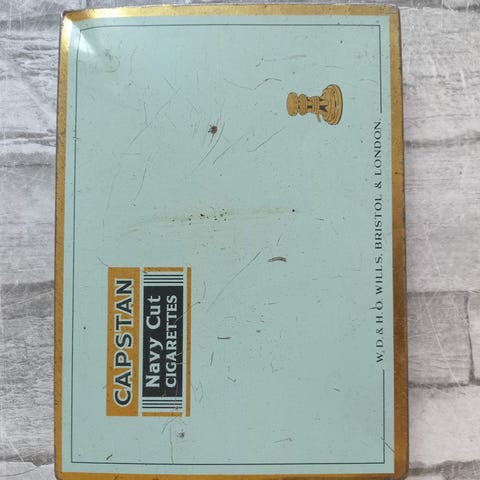 CAPSTAN
Navy Cut
CIGARETTES
W. D. & H. O. WILLS, BRISTOL & LONDON.